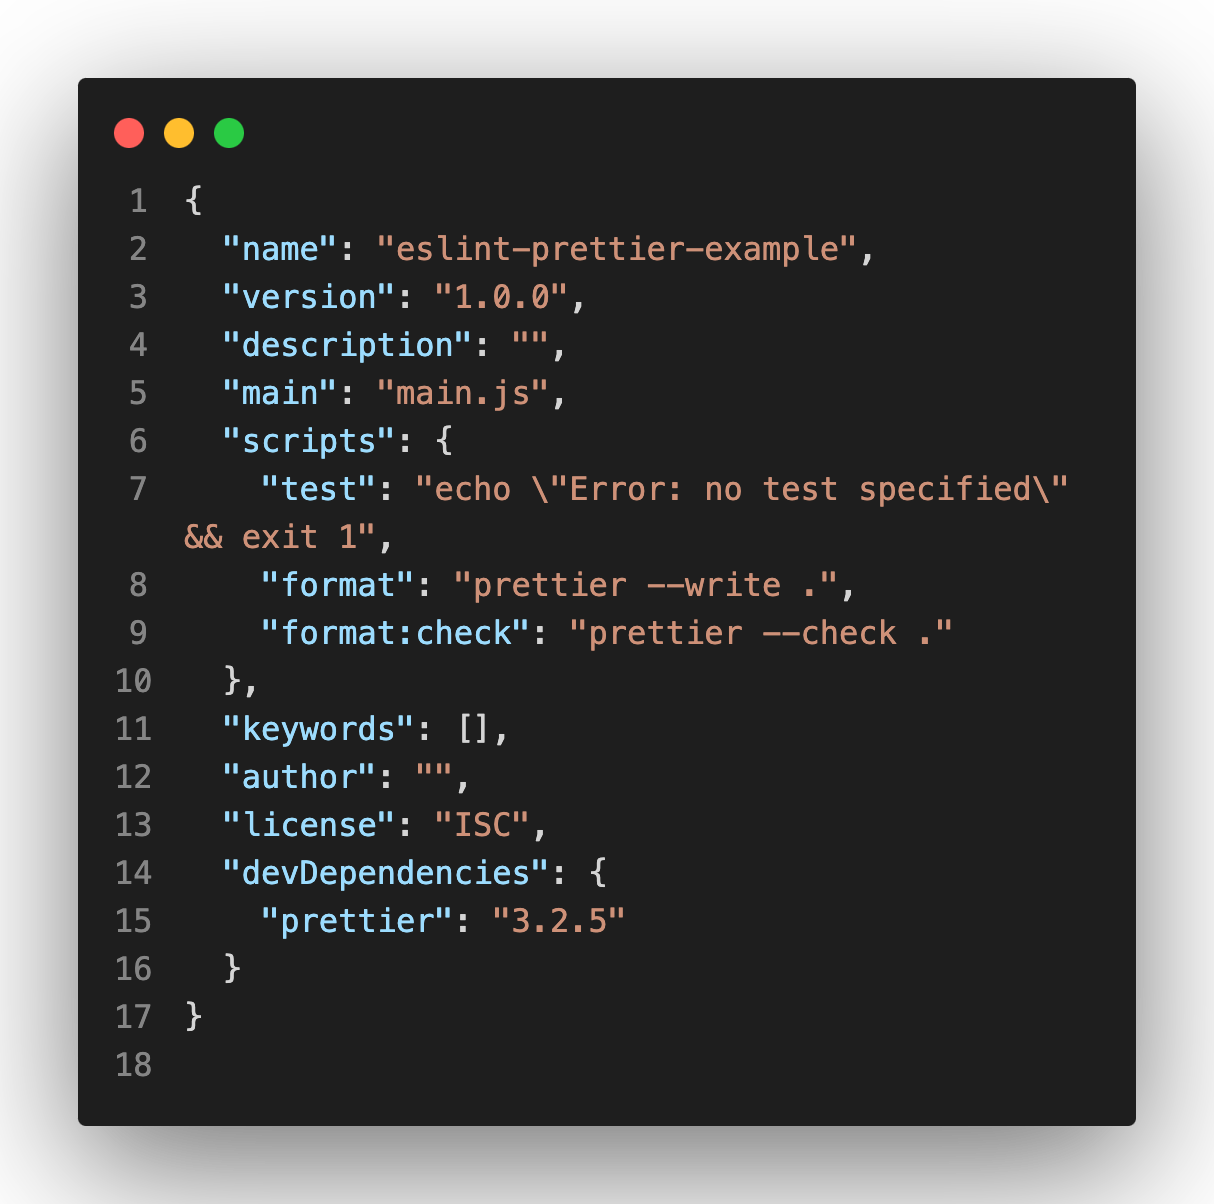 1 {
2   "name": "eslint-prettier-example",
3   "version": "1.0.0",
4   "description": "",
5   "main": "main.js",
6   "scripts": {
7     "test": "echo \"Error: no test specified\"
&& exit 1",
8     "format": "prettier --write .",
9     "format:check": "prettier --check ."
10   },
11   "keywords": [],
12   "author": "",
13   "license": "ISC",
14   "devDependencies": {
15     "prettier": "3.2.5"
16   }
17 }
18